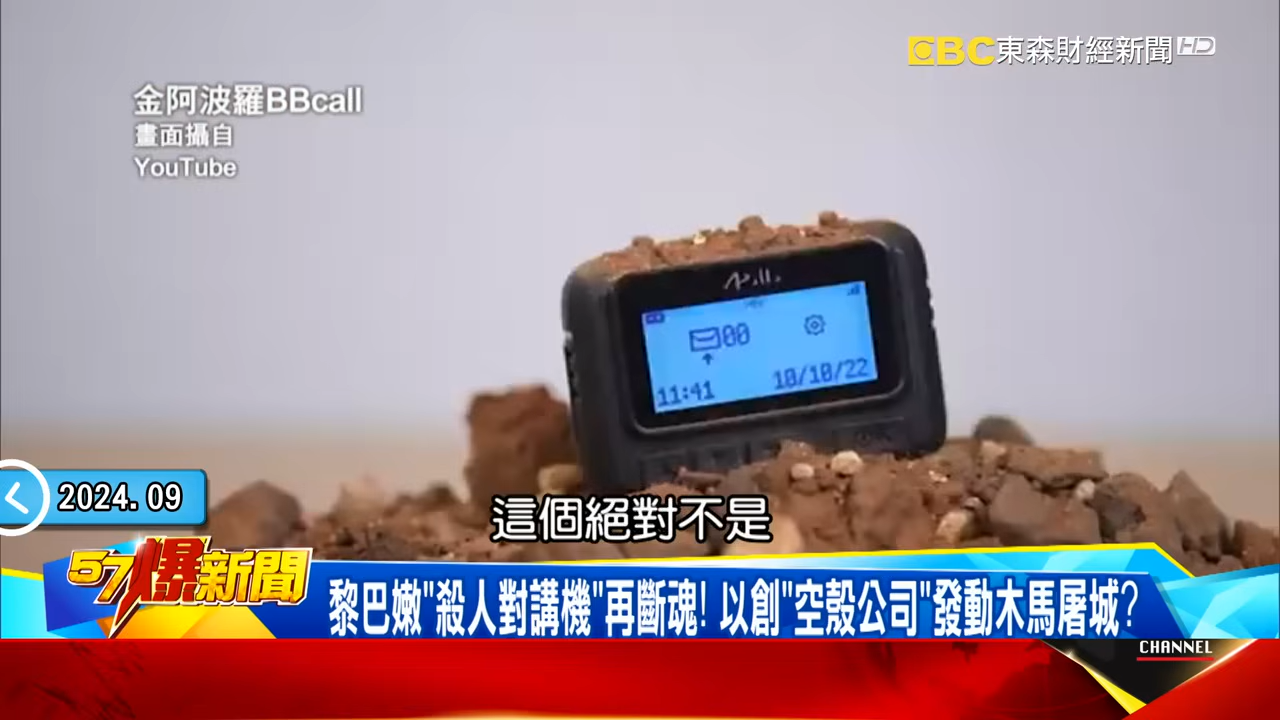 EBC東森財經新聞HD
金阿波羅BBcall
畫面攝自
YouTube
00
11:41
10/10/22
這個絕對不是
2024.09
57爆新聞
黎巴嫩"殺人對講機"再斷魂! 以創"空殼公司"發動木馬屠城?
CHANNEL